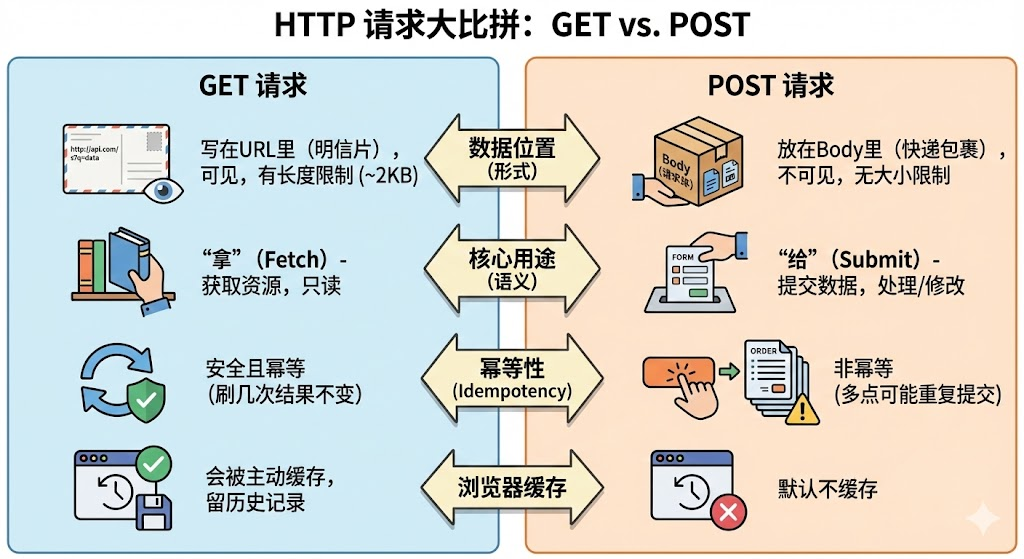 HTTP 请求大比拼：GET vs. POST
GET 请求
http://api.com/
s?q=data
写在URL里（明信片），
可见，有长度限制 (~2KB)
“拿”（Fetch）-
获取资源，只读
安全且幂等
（刷几次结果不变）
会被主动缓存，
留历史记录
数据位置
(形式)
核心用途
(语义)
幂等性
(Idempotency)
浏览器缓存
POST 请求
Body
放在Body里（快递包裹），
不可见，无大小限制
FORM
“给”（Submit）-
提交数据，处理/修改
ORDER
非幂等
(多点可能重复提交)
默认不缓存